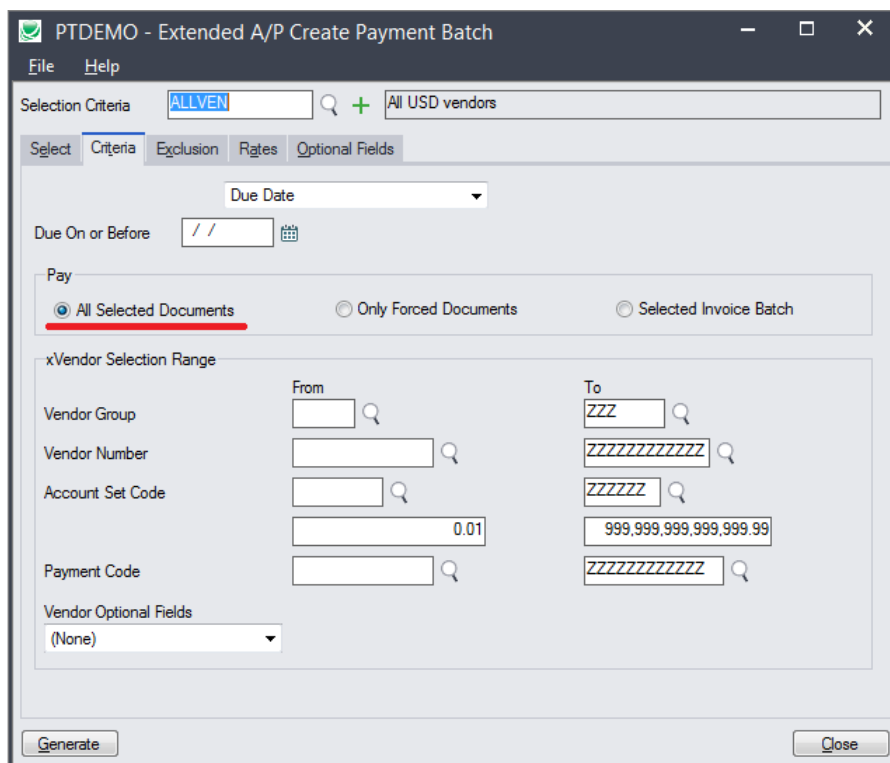 PTDEMO - Extended A/P Create Payment Batch
File Help
Selection Criteria ALLVEN All USD vendors
Select Criteria Exclusion Rates Optional Fields
Due Date
Due On or Before / /
Pay
All Selected Documents Only Forced Documents Selected Invoice Batch
xVendor Selection Range
From To
Vendor Group ZZZ
Vendor Number ZZZZZZZZZZZZ
Account Set Code ZZZZZZ
0.01 999,999,999,999,999.99
Payment Code ZZZZZZZZZZZZ
Vendor Optional Fields
(None)
Generate Close